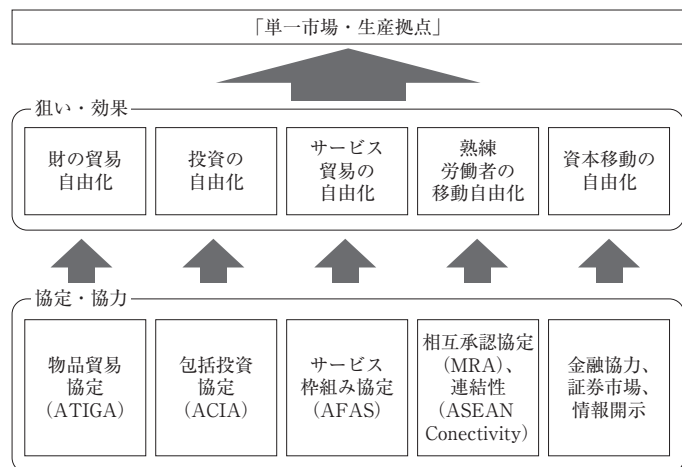 「単一市場・生産拠点」
狙い・効果
財の貿易
自由化
投資の
自由化
サービス
貿易の
自由化
熟練
労働者の
移動自由化
資本移動の
自由化
協定・協力
物品貿易
協定
(ATIGA)
包括投資
協定
(ACIA)
サービス
枠組み協定
(AFAS)
相互承認協定
(MRA)、
連結性
(ASEAN
Conectivity)
金融協力、
証券市場、
情報開示